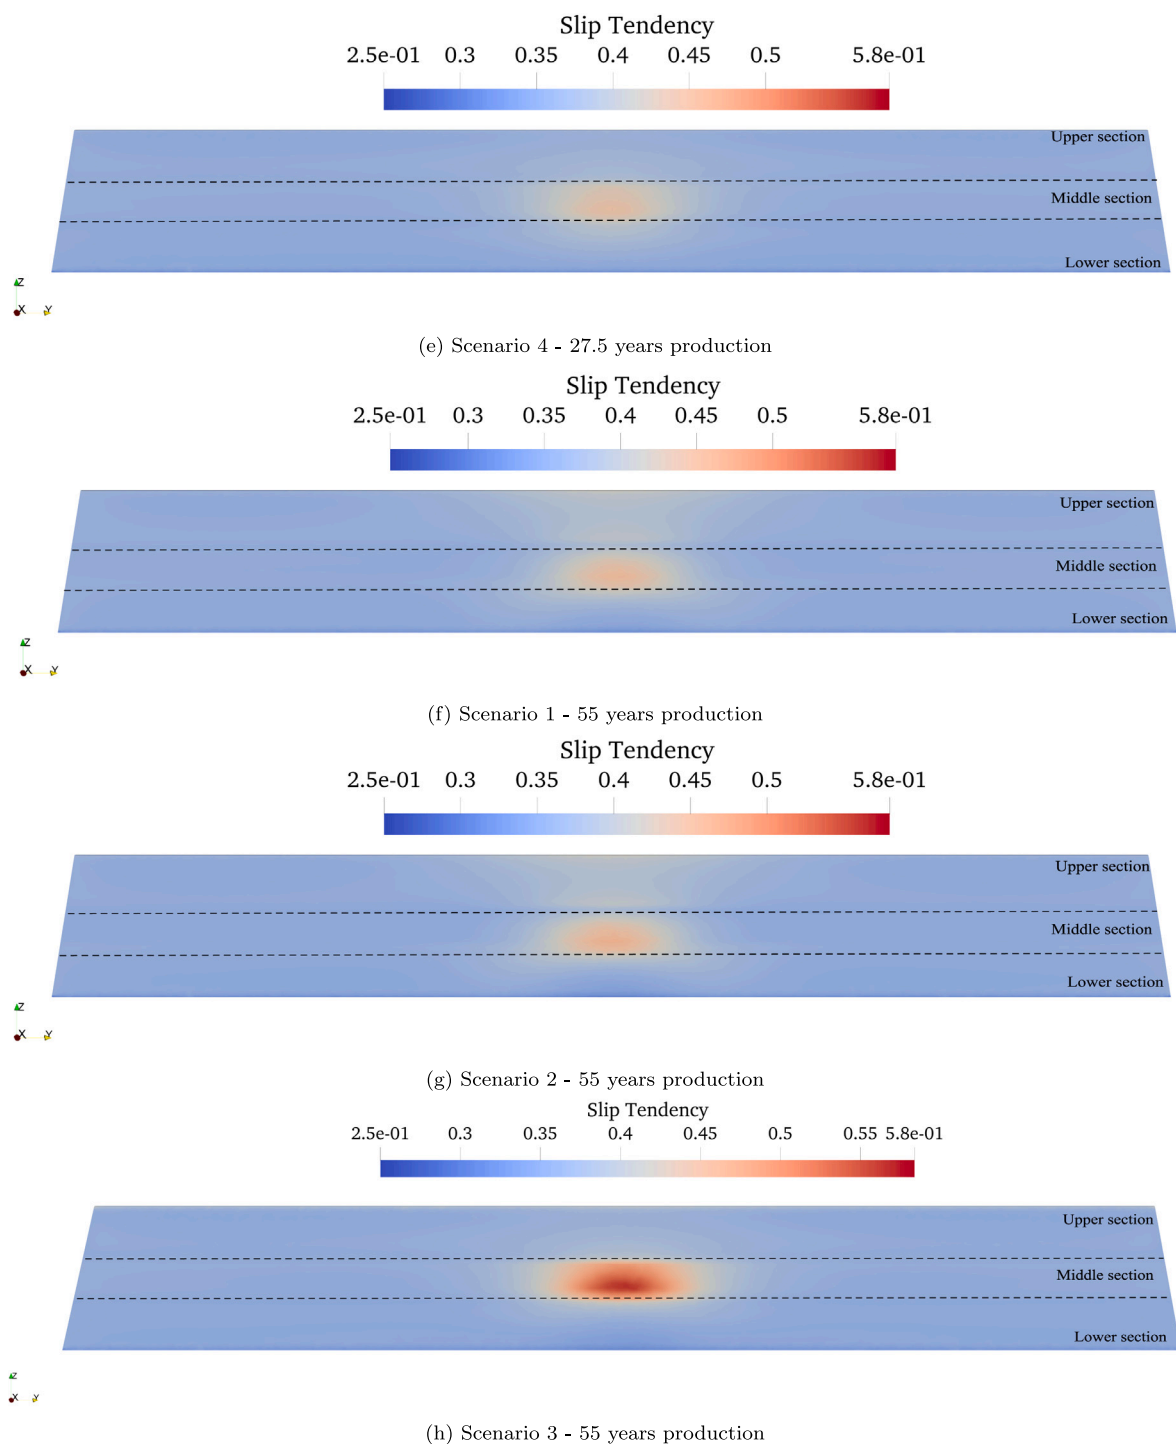 Slip Tendency
2.5e-01 0.3 0.35 0.4 0.45 0.5 5.8e-01
Upper section
Middle section
Lower section
Z
X Y
(e) Scenario 4 - 27.5 years production
Slip Tendency
2.5e-01 0.3 0.35 0.4 0.45 0.5 5.8e-01
Upper section
Middle section
Lower section
Z
X Y
(f) Scenario 1 - 55 years production
Slip Tendency
2.5e-01 0.3 0.35 0.4 0.45 0.5 5.8e-01
Upper section
Middle section
Lower section
Z
X Y
(g) Scenario 2 - 55 years production
Slip Tendency
2.5e-01 0.3 0.35 0.4 0.45 0.5 0.55 5.8e-01
Upper section
Middle section
Lower section
Z
X Y
(h) Scenario 3 - 55 years production